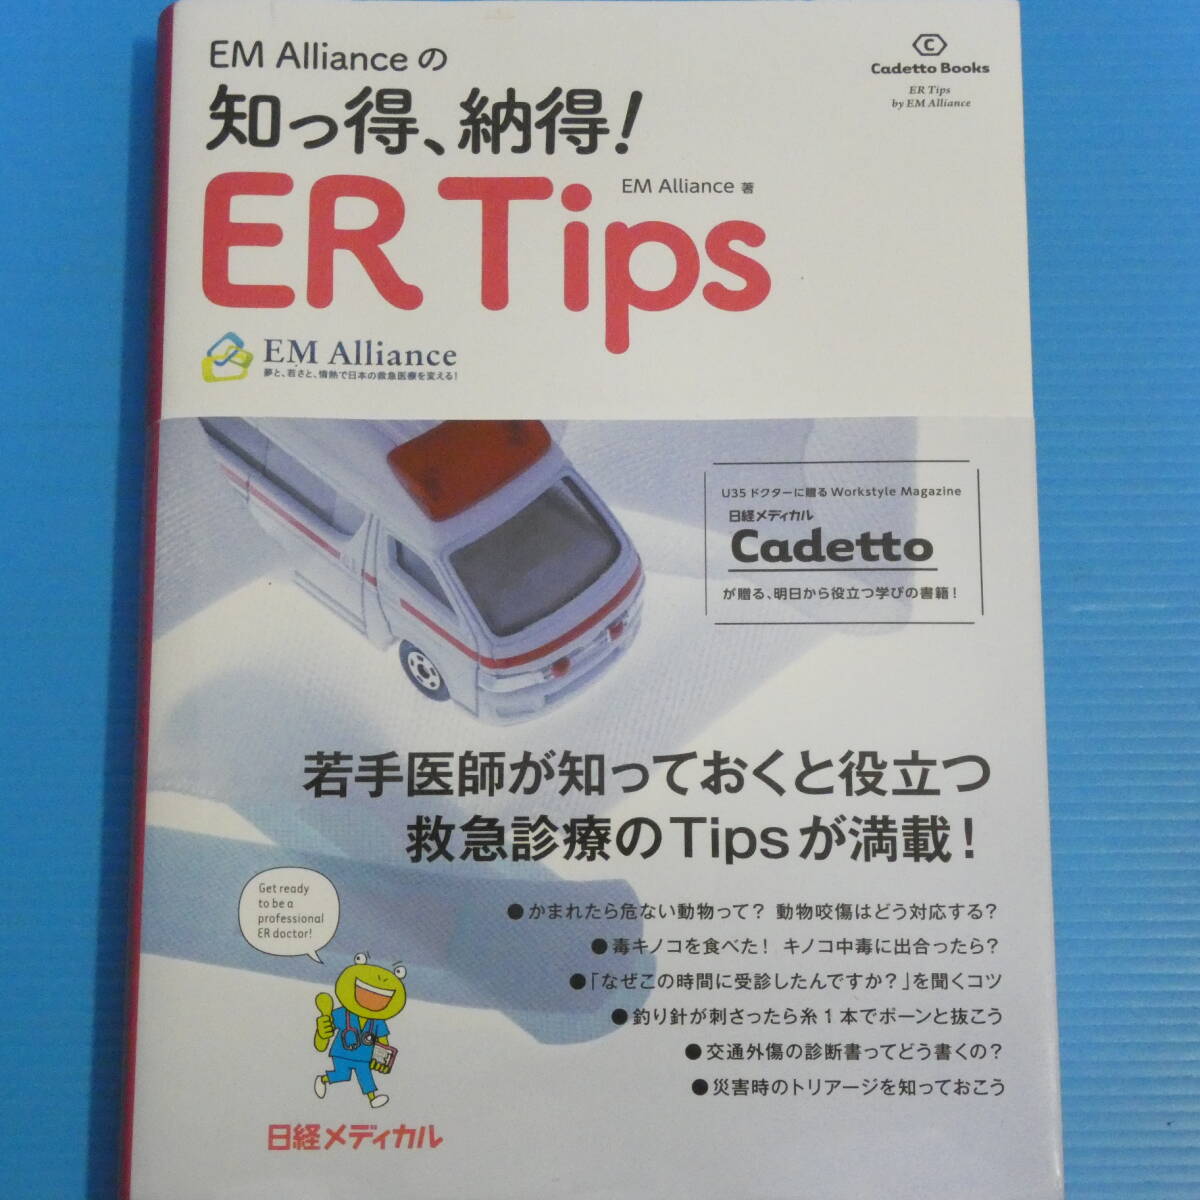 EM Allianceの
知っ得、納得!
ER Tips
EM Alliance 著
C
Cadetto Books
ER Tips
by EM Alliance
EM Alliance
夢と、若さと、情熱で日本の救急医療を変える!
U35ドクターに贈る Workstyle Magazine
日経メディカル
Cadetto
が贈る、明日から役立つ学びの書籍!
若手医師が知っておくと役立つ
救急診療のTipsが満載!
●かまれたら危ない動物って? 動物咬傷はどう対応する?
●毒キノコを食べた! キノコ中毒に出合ったら?
●「なぜこの時間に受診したんですか?」を聞くコツ
●釣り針が刺さったら糸1本でポーンと抜こう
●交通外傷の診断書ってどう書くの?
●災害時のトリアージを知っておこう
Get ready
to be a
professional
ER doctor!
日経メディカル